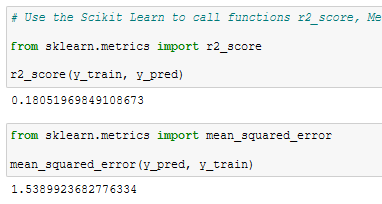 # Use the Scikit Learn to call functions r2_score, Me
from sklearn.metrics import r2_score
r2_score(y_train, y_pred)
0.18051969849108673
from sklearn.metrics import mean_squared_error
mean_squared_error(y_pred, y_train)
1.5389923682776334